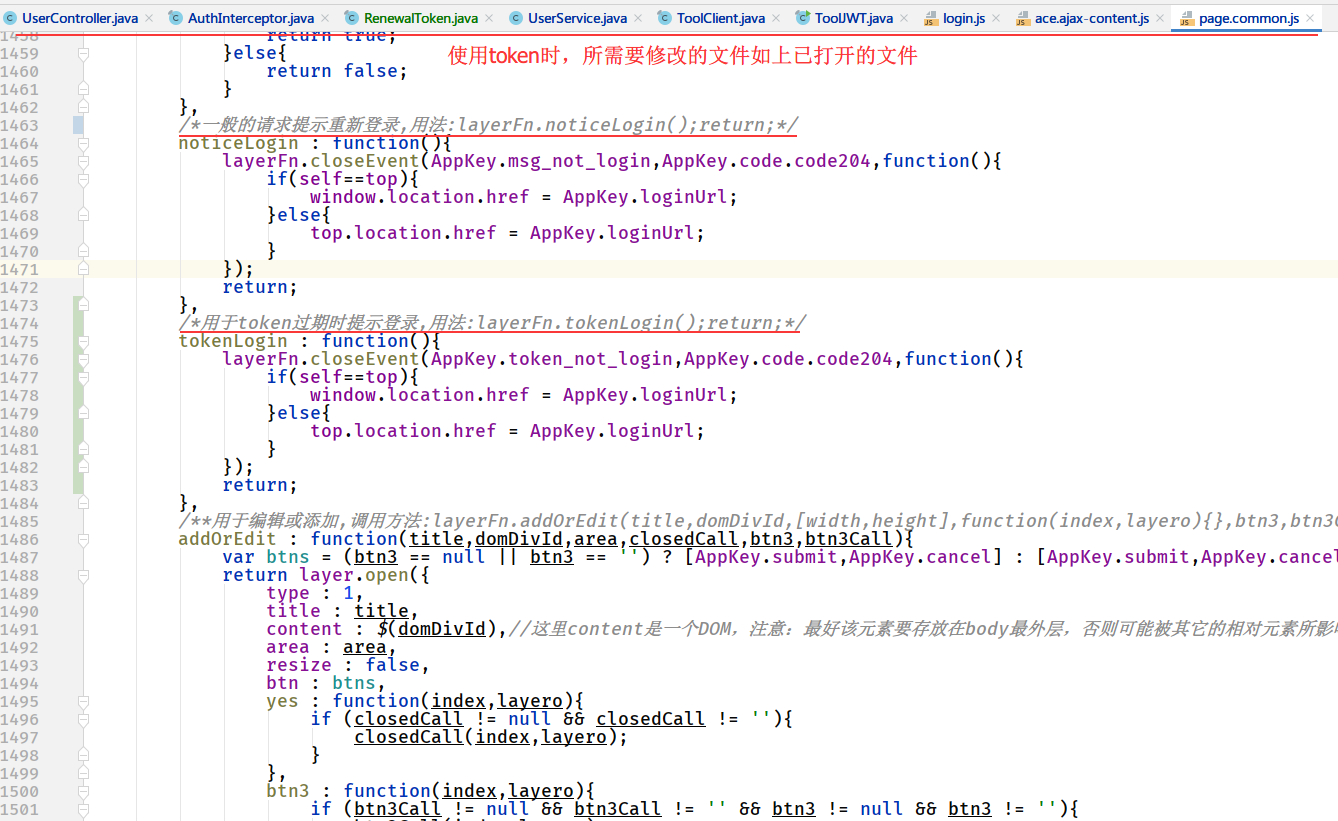 UserController.java × AuthInterceptor.java × RenewalToken.java × UserService.java × ToolClient.java × ToolJWT.java × login.js × ace.ajax-content.js × page.common.js ×
1458 return true;
1459 }else{ 使用token时，所需要修改的文件如上已打开的文件
1460 return false;
1461 }
1462 },
1463 /*一般的请求提示重新登录,用法:layerFn.noticeLogin();return;*/
1464 noticeLogin : function(){
1465 layerFn.closeEvent(AppKey.msg_not_login,AppKey.code.code204,function(){
1466 if(self==top){
1467 window.location.href = AppKey.loginUrl;
1468 }else{
1469 top.location.href = AppKey.loginUrl;
1470 }
1471 });
1472 return;
1473 },
1474 /*用于token过期时提示登录,用法:layerFn.tokenLogin();return;*/
1475 tokenLogin : function(){
1476 layerFn.closeEvent(AppKey.token_not_login,AppKey.code.code204,function(){
1477 if(self==top){
1478 window.location.href = AppKey.loginUrl;
1479 }else{
1480 top.location.href = AppKey.loginUrl;
1481 }
1482 });
1483 return;
1484 },
1485 /**用于编辑或添加,调用方法:layerFn.addOrEdit(title,domDivId,[width,height],function(index,layero){},btn3,btn3C
1486 addOrEdit : function(title,domDivId,area,closedCall,btn3,btn3Call){
1487 var btns = (btn3 == null || btn3 == '') ? [AppKey.submit,AppKey.cancel] : [AppKey.submit,AppKey.cancel
1488 return layer.open({
1489 type : 1,
1490 title : title,
1491 content : $(domDivId),//这里content是一个DOM，注意：最好该元素要存放在body最外层，否则可能被其它的相对元素所影
1492 area : area,
1493 resize : false,
1494 btn : btns,
1495 yes : function(index,layero){
1496 if (closedCall != null && closedCall != ''){
1497 closedCall(index,layero);
1498 }
1499 },
1500 btn3 : function(index,layero){
1501 if (btn3Call != null && btn3Call != '' && btn3 != null && btn3 != ''){